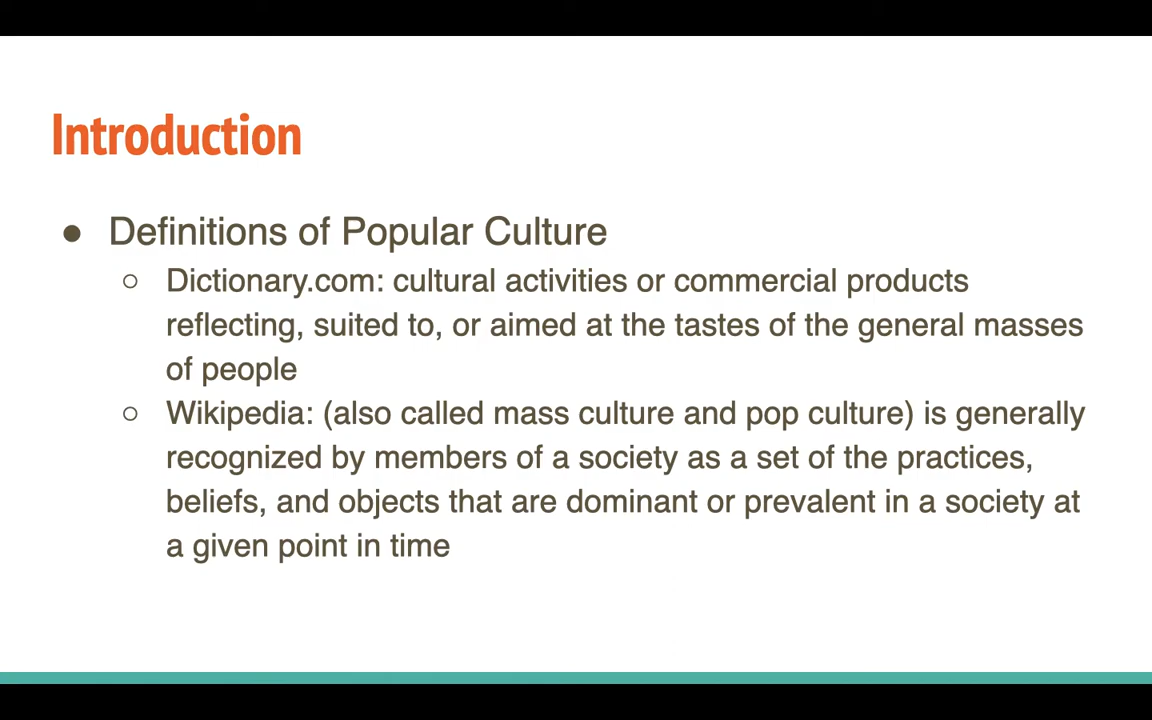 Introduction
● Definitions of Popular Culture
○ Dictionary.com: cultural activities or commercial products
reflecting, suited to, or aimed at the tastes of the general masses
of people
○ Wikipedia: (also called mass culture and pop culture) is generally
recognized by members of a society as a set of the practices,
beliefs, and objects that are dominant or prevalent in a society at
a given point in time